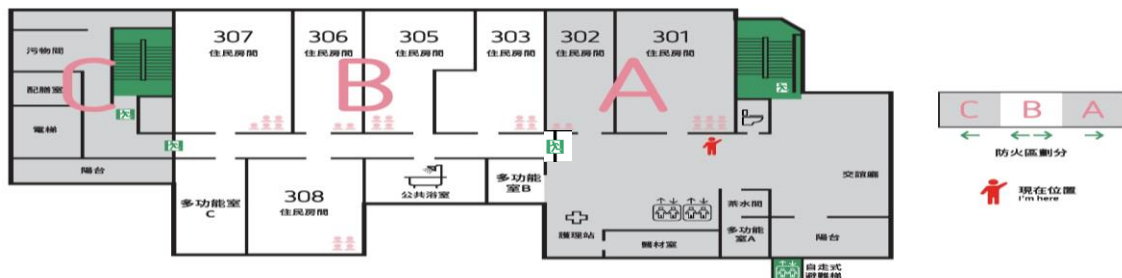 307
住民房間
306
住民房間
305
住民房間
303
住民房間
302
住民房間
301
住民房間
污物間
配膳室
電梯
陽台
C
B
A
多功能室
C
308
住民房間
公共浴室
多功能
室B
護理站
醫材室
茶水間
多功能
室A
交誼廳
陽台
自走式
避難梯
C B A
防火區劃分
現在位置
I'm here